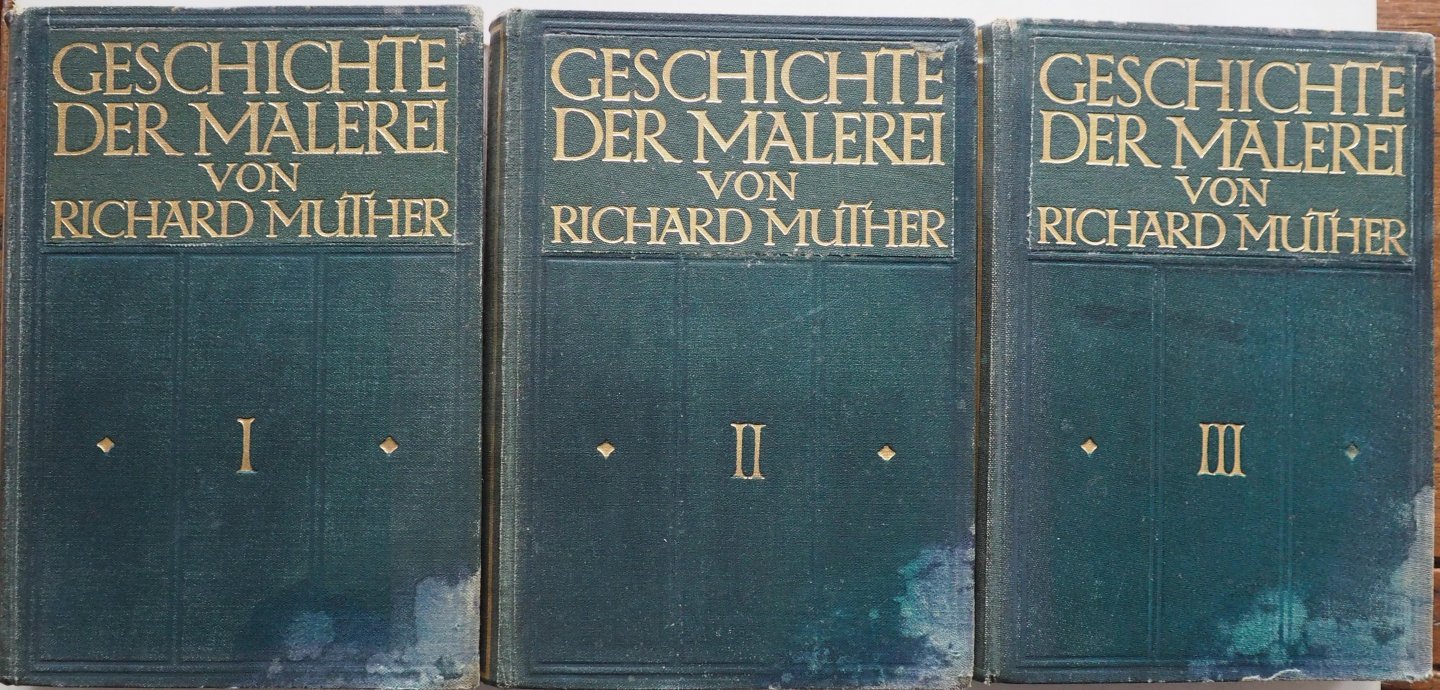 GESCHICHTE
DER MALEREI
VON
RICHARD MUTHER
I
GESCHICHTE
DER MALEREI
VON
RICHARD MUTHER
II
GESCHICHTE
DER MALEREI
VON
RICHARD MUTHER
III